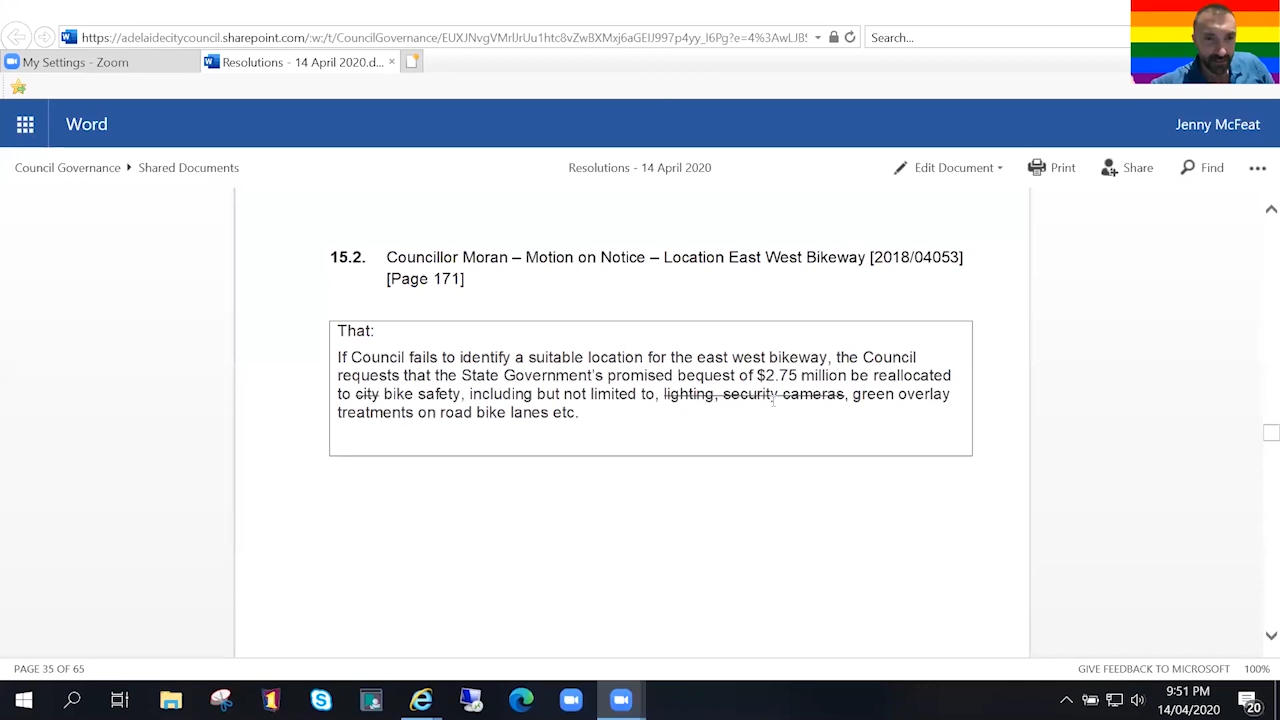 https://adelaidecitycouncil.sharepoint.com/:w:/t/CouncilGovernance/
Search...
My Settings - Zoom
Resolutions - 14 April 2020.d...
Word
Jenny McFeat
Council Governance Shared Documents
Resolutions - 14 April 2020
Edit Document
Print
Share
Find
15.2. Councillor Moran – Motion on Notice – Location East West Bikeway [2018/04053]
[Page 171]
That:
If Council fails to identify a suitable location for the east west bikeway, the Council
requests that the State Government's promised bequest of $2.75 million be reallocated
to city bike safety, including but not limited to, lighting, security cameras, green overlay
treatments on road bike lanes etc.
PAGE 35 OF 65
GIVE FEEDBACK TO MICROSOFT 100%
9:51 PM
14/04/2020
20